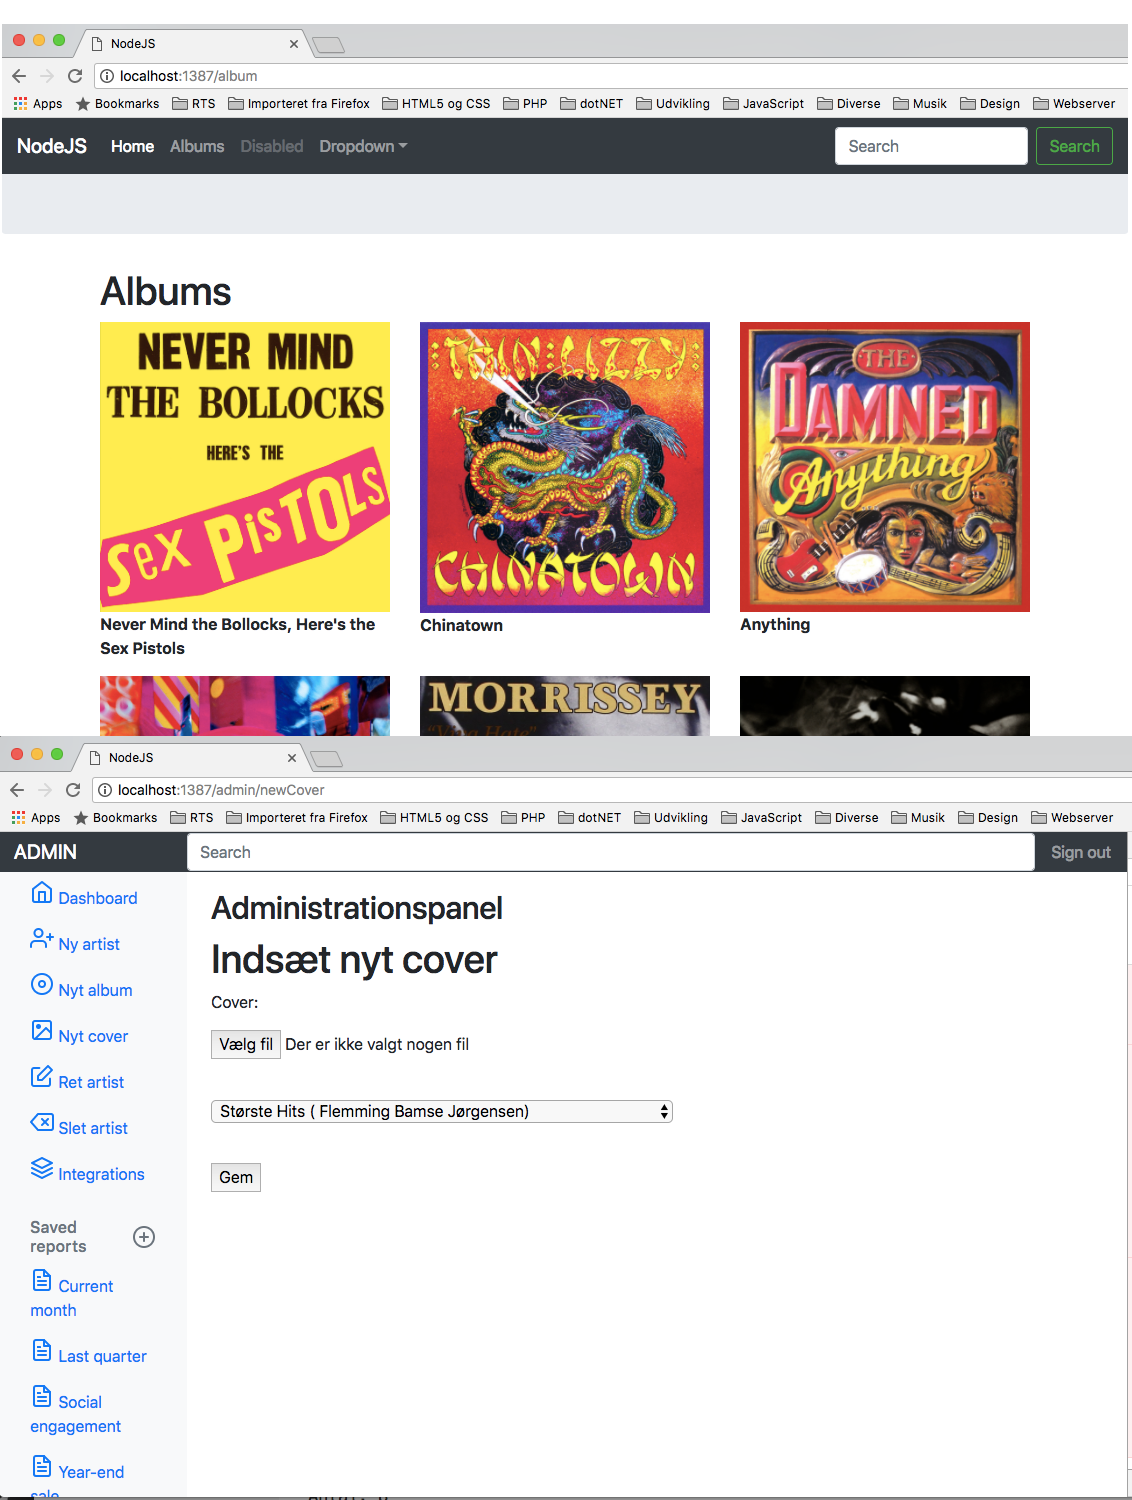 NodeJS
localhost:1387/album
Apps Bookmarks RTS Importeret fra Firefox HTML5 og CSS PHP dotNET Udvikling JavaScript Diverse Musik Design Webserver
NodeJS Home Albums Disabled Dropdown Search Search
Albums
NEVER MIND
THE BOLLOCKS
HERE'S THE
SEX PISTOLS
THIN LIZZY
CHINATOWN
THE
DAMNED
Anything
Never Mind the Bollocks, Here's the
Sex Pistols
Chinatown
Anything
MORRISSEY
"Viva Hate"
NodeJS
localhost:1387/admin/newCover
Apps Bookmarks RTS Importeret fra Firefox HTML5 og CSS PHP dotNET Udvikling JavaScript Diverse Musik Design Webserver
ADMIN Search Sign out
Dashboard
Ny artist
Nyt album
Nyt cover
Ret artist
Slet artist
Integrations
Saved
reports
Current
month
Last quarter
Social
engagement
Year-end
sale
Administrationspanel
Indsæt nyt cover
Cover:
Vælg fil Der er ikke valgt nogen fil
Største Hits ( Flemming Bamse Jørgensen)
Gem